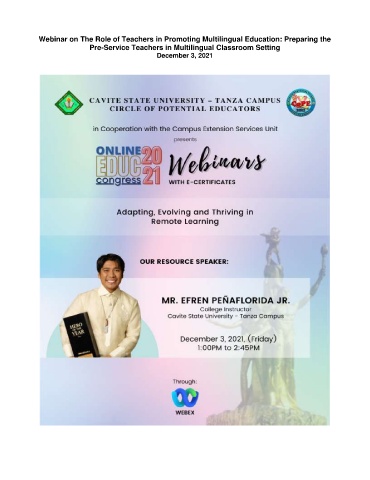 Webinar on The Role of Teachers in Promoting Multilingual Education: Preparing the
Pre-Service Teachers in Multilingual Classroom Setting
December 3, 2021
CAVITE STATE UNIVERSITY – TANZA CAMPUS
CIRCLE OF POTENTIAL EDUCATORS
in Cooperation with the Campus Extension Services Unit
presents
ONLINE
EDUC
congress
20
21
Webinars
WITH E-CERTIFICATES
Adapting, Evolving and Thriving in
Remote Learning
OUR RESOURCE SPEAKER:
HERO
OF THE
YEAR
MR. EFREN PEÑAFLORIDA JR.
College Instructor
Cavite State University - Tanza Campus
December 3, 2021, (Friday)
1:00PM to 2:45PM
Through:
WEBEX